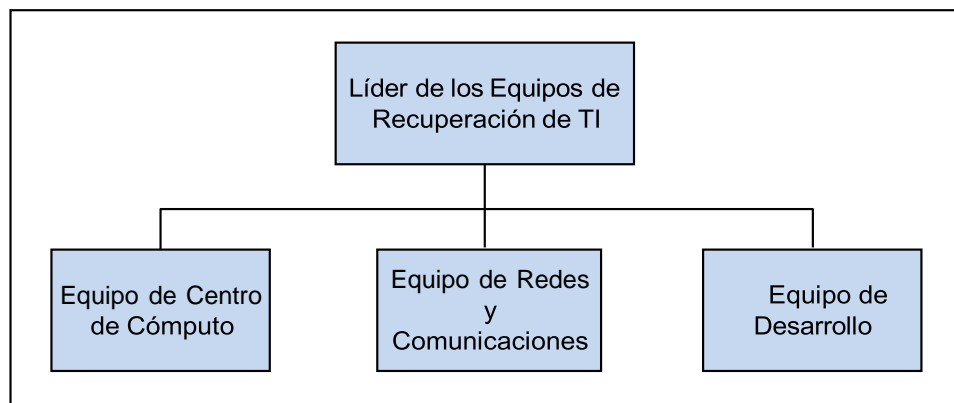 Líder de los Equipos de
Recuperación de TI
Equipo de Centro
de Cómputo
Equipo de Redes
y
Comunicaciones
Equipo de
Desarrollo